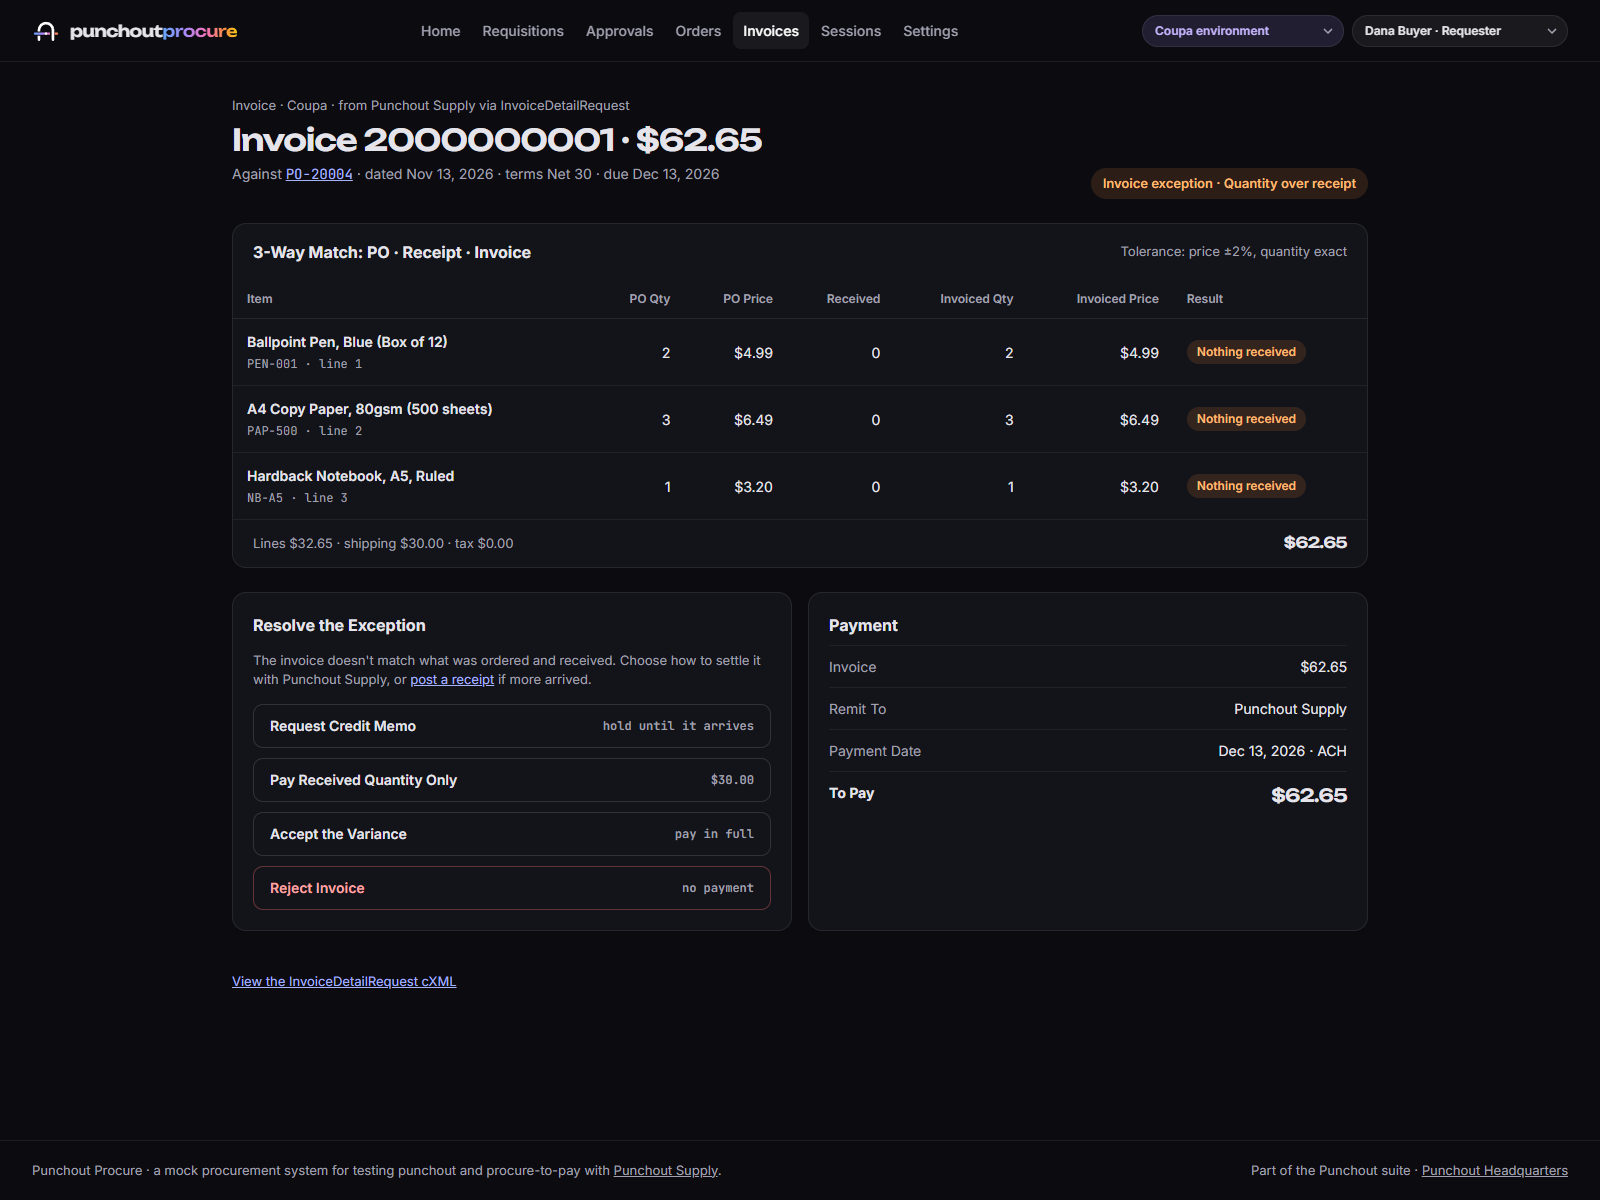 punchoutprocure
Home Requisitions Approvals Orders Invoices Sessions Settings
Coupa environment
Dana Buyer · Requester
Invoice · Coupa · from Punchout Supply via InvoiceDetailRequest
Invoice 2000000001 · $62.65
Against PO-20004 · dated Nov 13, 2026 · terms Net 30 · due Dec 13, 2026
Invoice exception · Quantity over receipt
3-Way Match: PO · Receipt · Invoice
Tolerance: price ±2%, quantity exact
Item PO Qty PO Price Received Invoiced Qty Invoiced Price Result
Ballpoint Pen, Blue (Box of 12)
PEN-001 · line 1
2 $4.99 0 2 $4.99 Nothing received
A4 Copy Paper, 80gsm (500 sheets)
PAP-500 · line 2
3 $6.49 0 3 $6.49 Nothing received
Hardback Notebook, A5, Ruled
NB-A5 · line 3
1 $3.20 0 1 $3.20 Nothing received
Lines $32.65 · shipping $30.00 · tax $0.00
$62.65
Resolve the Exception
The invoice doesn't match what was ordered and received. Choose how to settle it
with Punchout Supply, or post a receipt if more arrived.
Request Credit Memo hold until it arrives
Pay Received Quantity Only $30.00
Accept the Variance pay in full
Reject Invoice no payment
Payment
Invoice $62.65
Remit To Punchout Supply
Payment Date Dec 13, 2026 · ACH
To Pay $62.65
View the InvoiceDetailRequest cXML
Punchout Procure · a mock procurement system for testing punchout and procure-to-pay with Punchout Supply.
Part of the Punchout suite · Punchout Headquarters